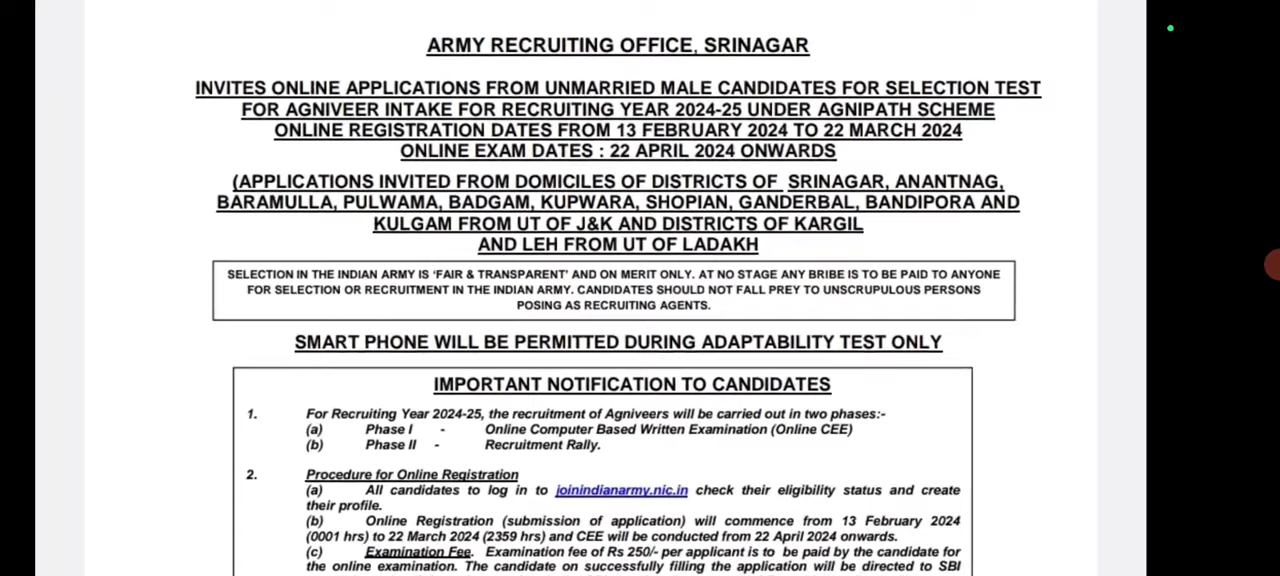 ARMY RECRUITING OFFICE, SRINAGAR
INVITES ONLINE APPLICATIONS FROM UNMARRIED MALE CANDIDATES FOR SELECTION TEST
FOR AGNIVEER INTAKE FOR RECRUITING YEAR 2024-25 UNDER AGNIPATH SCHEME
ONLINE REGISTRATION DATES FROM 13 FEBRUARY 2024 TO 22 MARCH 2024
ONLINE EXAM DATES : 22 APRIL 2024 ONWARDS
(APPLICATIONS INVITED FROM DOMICILES OF DISTRICTS OF SRINAGAR, ANANTNAG,
BARAMULLA, PULWAMA, BADGAM, KUPWARA, SHOPIAN, GANDERBAL, BANDIPORA AND
KULGAM FROM UT OF J&K AND DISTRICTS OF KARGIL
AND LEH FROM UT OF LADAKH
SELECTION IN THE INDIAN ARMY IS 'FAIR & TRANSPARENT' AND ON MERIT ONLY. AT NO STAGE ANY BRIBE IS TO BE PAID TO ANYONE
FOR SELECTION OR RECRUITMENT IN THE INDIAN ARMY. CANDIDATES SHOULD NOT FALL PREY TO UNSCRUPULOUS PERSONS
POSING AS RECRUITING AGENTS.
SMART PHONE WILL BE PERMITTED DURING ADAPTABILITY TEST ONLY
IMPORTANT NOTIFICATION TO CANDIDATES
1. For Recruiting Year 2024-25, the recruitment of Agniveers will be carried out in two phases:-
(a) Phase I - Online Computer Based Written Examination (Online CEE)
(b) Phase II - Recruitment Rally.
2. Procedure for Online Registration
(a) All candidates to log in to joinindianarmy.nic.in check their eligibility status and create
their profile.
(b) Online Registration (submission of application) will commence from 13 February 2024
(0001 hrs) to 22 March 2024 (2359 hrs) and CEE will be conducted from 22 April 2024 onwards.
(c) Examination Fee. Examination fee of Rs 250/- per applicant is to be paid by the candidate for
the online examination. The candidate on successfully filling the application will be directed to SBI